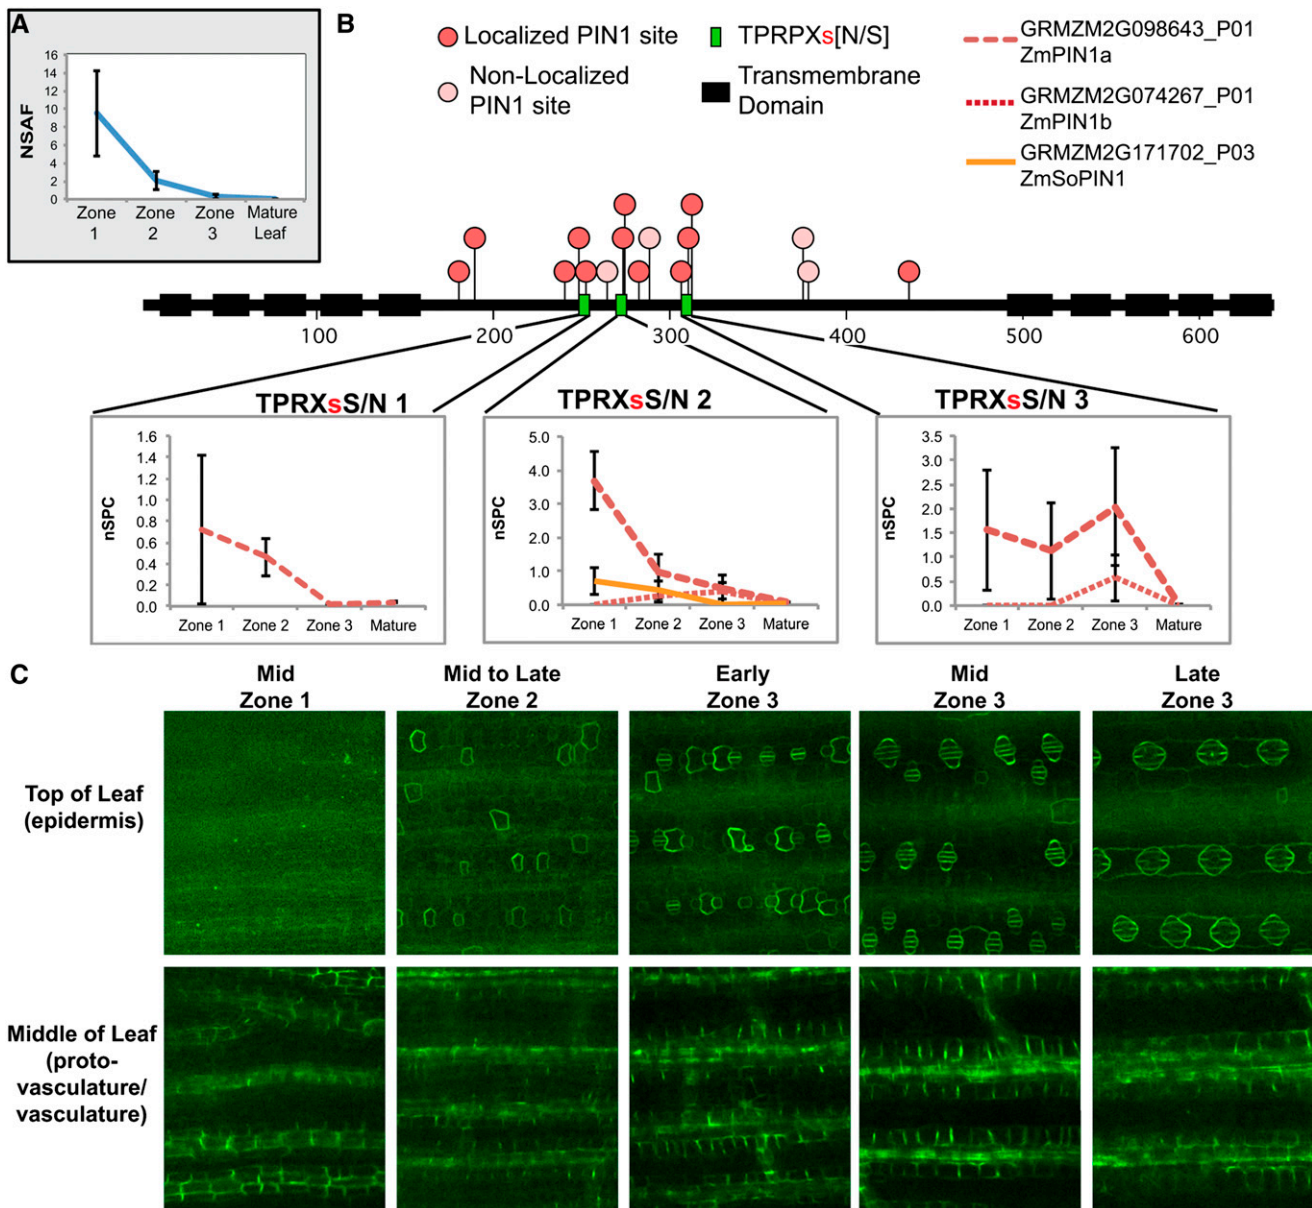 A
NSAF
16
14
12
10
8
6
4
2
0
Zone 1
Zone 2
Zone 3
Mature Leaf
B
Localized PIN1 site
Non-Localized
PIN1 site
TPRPXs[N/S]
Transmembrane
Domain
GRMZM2G098643_P01
ZmPIN1a
GRMZM2G074267_P01
ZmPIN1b
GRMZM2G171702_P03
ZmSoPIN1
100 200 300 400 500 600
TPRXsS/N 1
nSPC
1.6
1.4
1.2
1.0
0.8
0.6
0.4
0.2
0.0
Zone 1 Zone 2 Zone 3 Mature
TPRXsS/N 2
nSPC
5.0
4.0
3.0
2.0
1.0
0.0
Zone 1 Zone 2 Zone 3 Mature
TPRXsS/N 3
nSPC
3.5
3.0
2.5
2.0
1.5
1.0
0.5
0.0
Zone 1 Zone 2 Zone 3 Mature
C
Mid
Zone 1
Mid to Late
Zone 2
Early
Zone 3
Mid
Zone 3
Late
Zone 3
Top of Leaf
(epidermis)
Middle of Leaf
(proto-
vasculature/
vasculature)